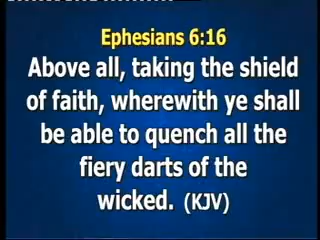 Ephesians 6:16
Above all, taking the shield
of faith, wherewith ye shall
be able to quench all the
fiery darts of the
wicked. (KJV)